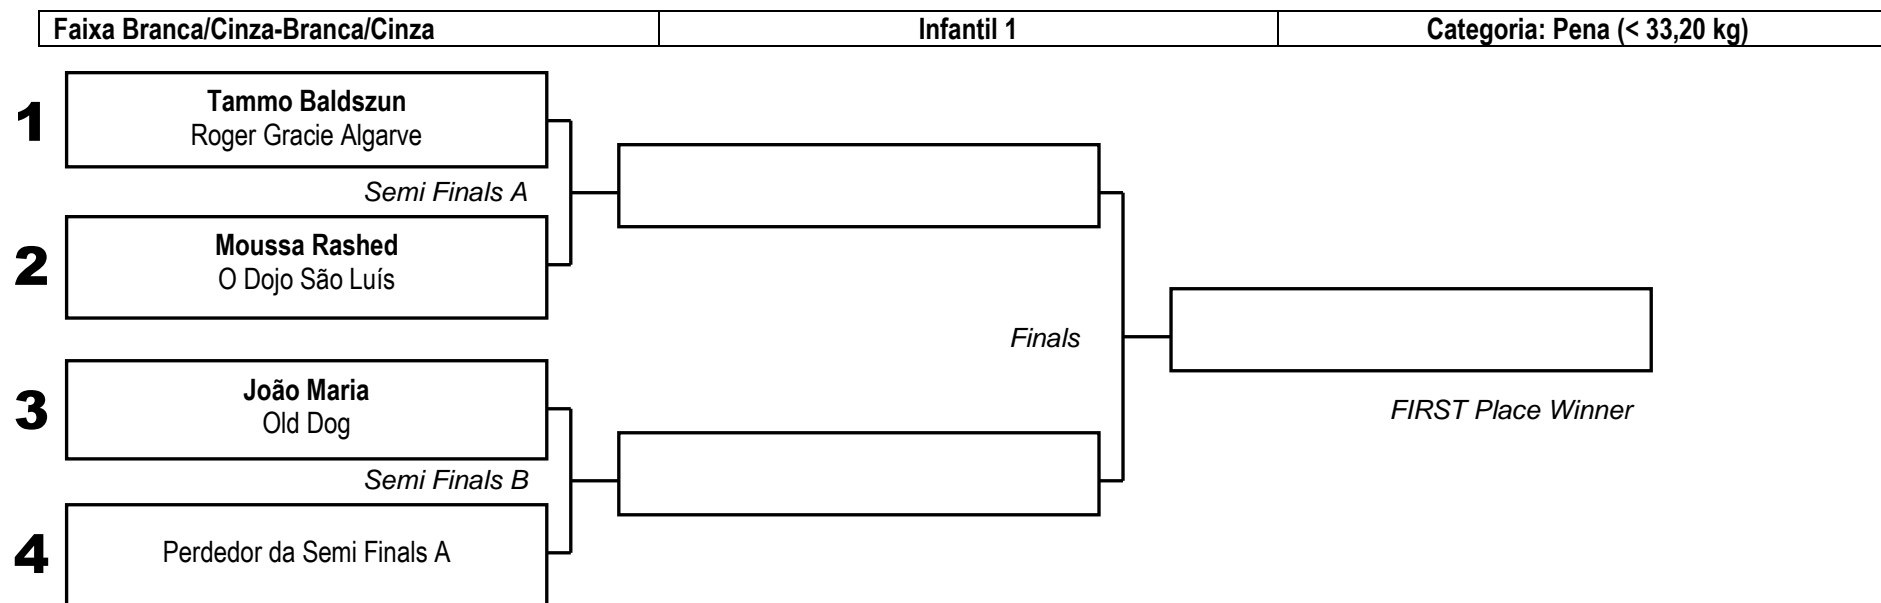 Faixa Branca/Cinza-Branca/Cinza
Infantil 1
Categoria: Pena (< 33,20 kg)
1
Tammo Baldszun
Roger Gracie Algarve
Semi Finals A
2
Moussa Rashed
O Dojo São Luís
Finals
3
João Maria
Old Dog
FIRST Place Winner
Semi Finals B
4
Perdedor da Semi Finals A